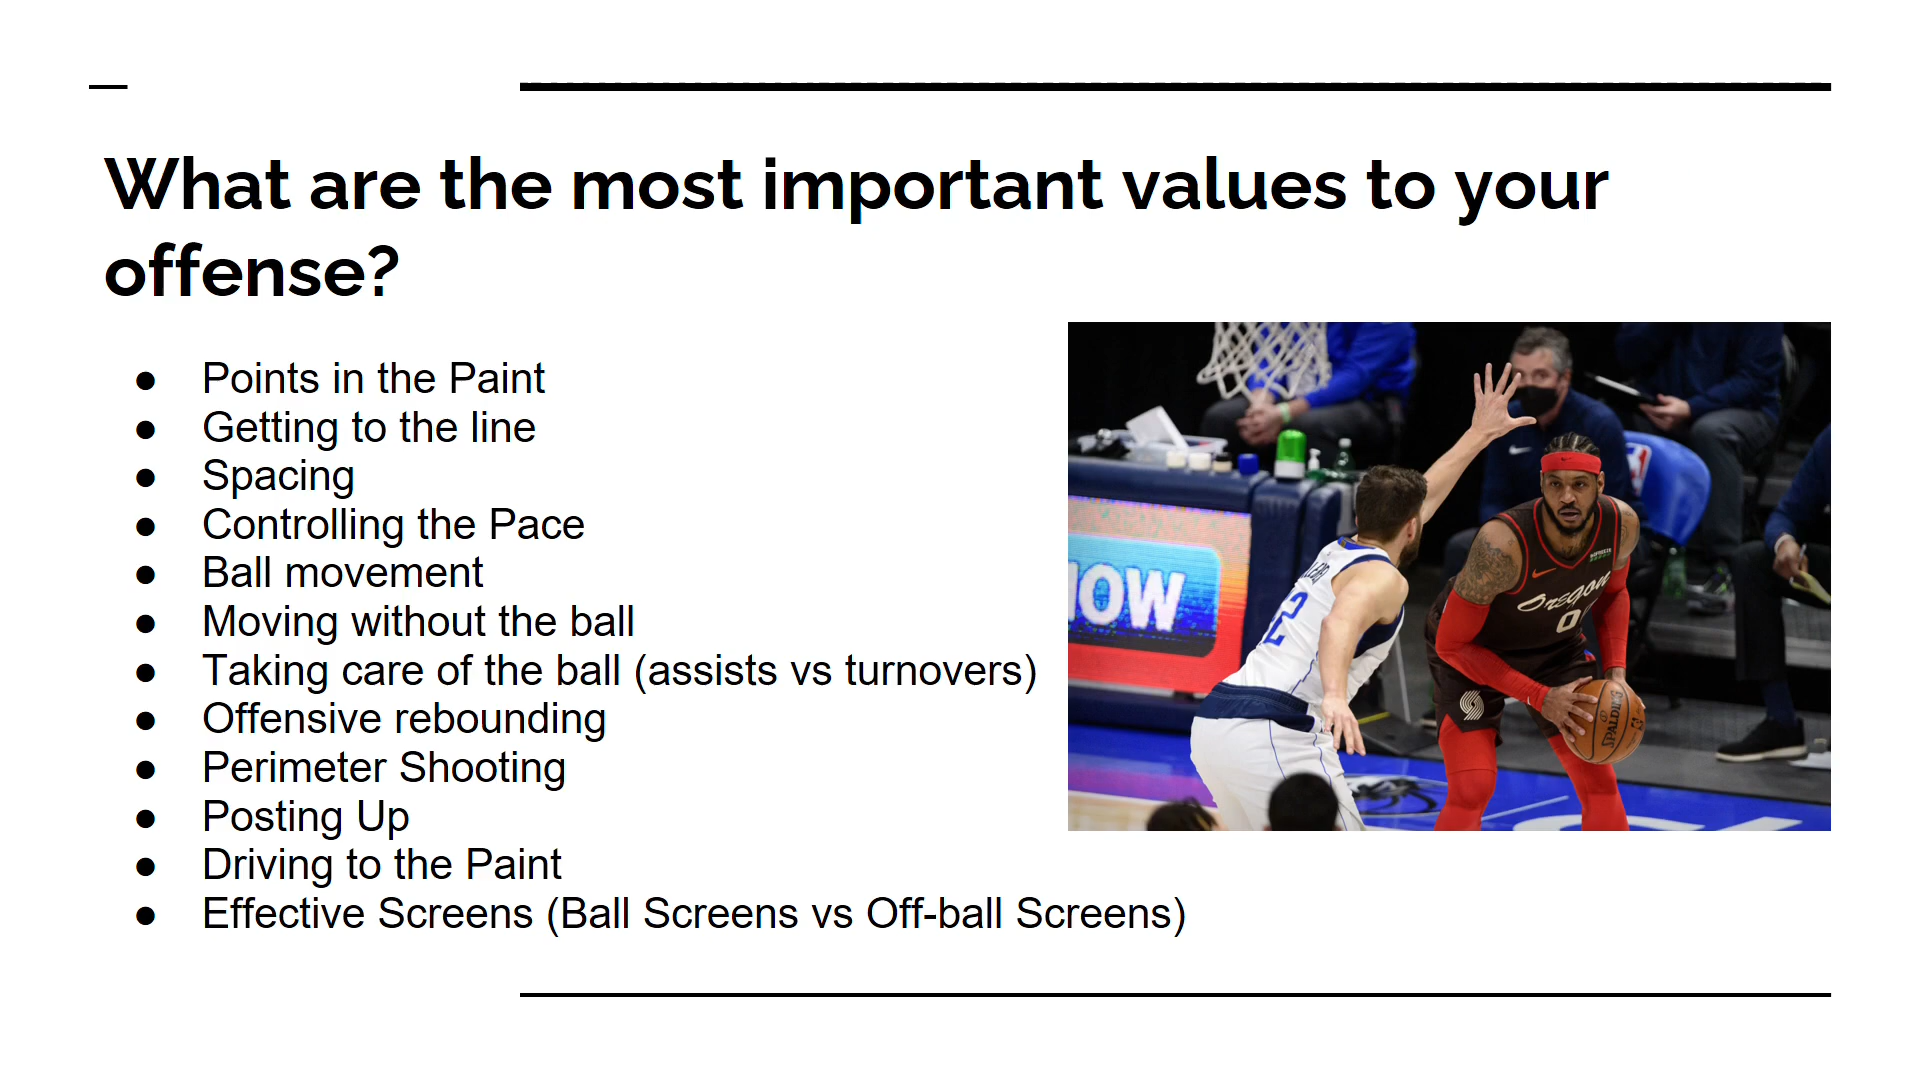 What are the most important values to your
offense?
● Points in the Paint
● Getting to the line
● Spacing
● Controlling the Pace
● Ball movement
● Moving without the ball
● Taking care of the ball (assists vs turnovers)
● Offensive rebounding
● Perimeter Shooting
● Posting Up
● Driving to the Paint
● Effective Screens (Ball Screens vs Off-ball Screens)
Oregon
SPALDING